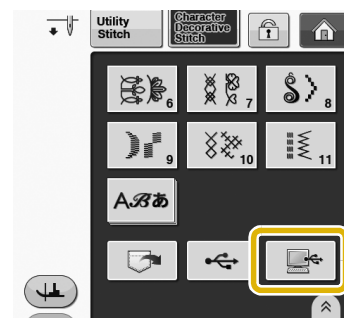 Utility
Stitch
Character
Decorative
Stitch
6
7
8
9
10
11
Aℬあ